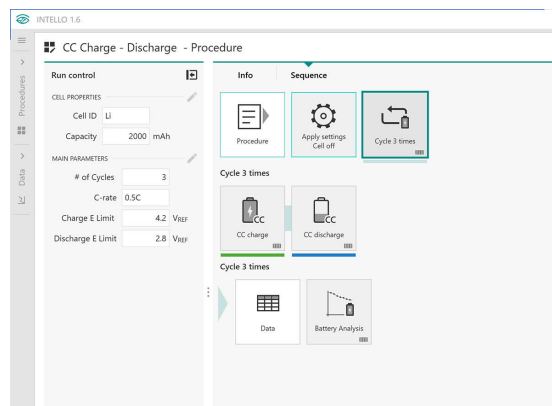 INTELLO 1.6
CC Charge - Discharge - Procedure
Procedures
Data
Run control
CELL PROPERTIES
Cell ID Li
Capacity 2000 mAh
MAIN PARAMETERS
# of Cycles 3
C-rate 0.5C
Charge E Limit 4.2 VREF
Discharge E Limit 2.8 VREF
Info Sequence
Procedure
Apply settings
Cell off
Cycle 3 times
Cycle 3 times
CC
CC charge
CC
CC discharge
Cycle 3 times
Data
Battery Analysis